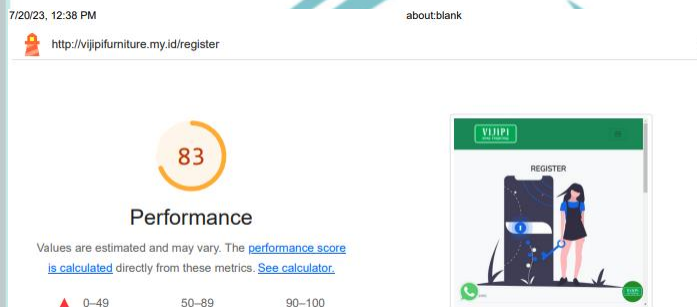 7/20/23, 12:38 PM
about:blank
http://vijipifurniture.my.id/register
83
Performance
Values are estimated and may vary. The performance score
is calculated directly from these metrics. See calculator.
0–49
50–89
90–100
VIJIPI
REGISTER